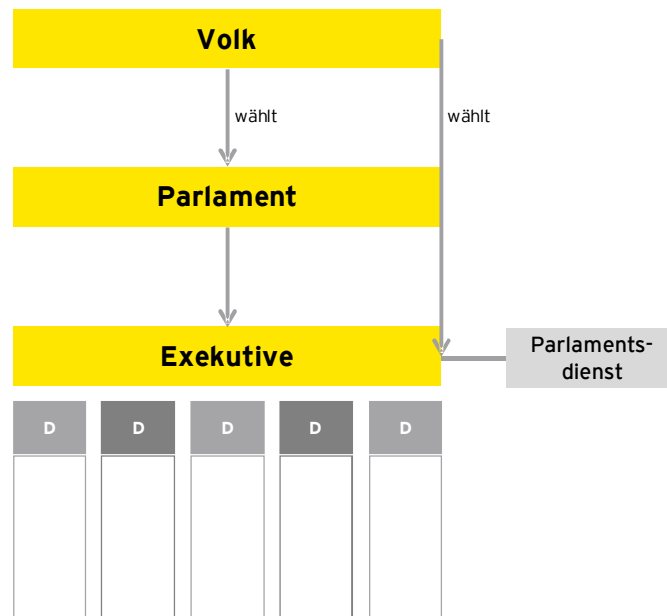 Volk
wählt
wählt
Parlament
Exekutive
Parlaments-
dienst
D
D
D
D
D